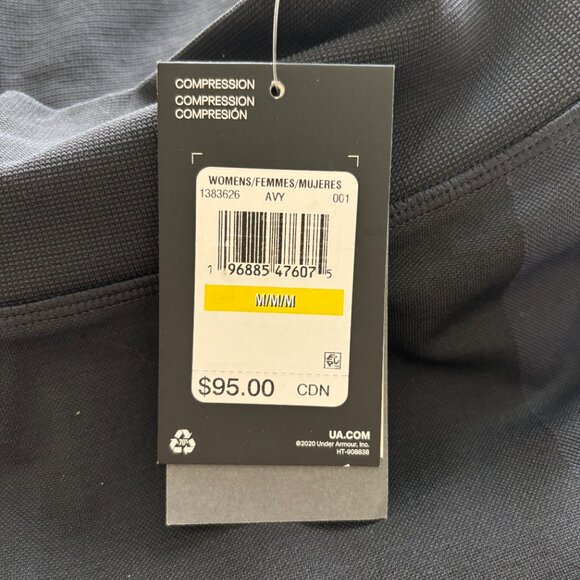 COMPRESSION
COMPRESSION
COMPRESIÓN
WOMENS/FEMMES/MUJERES
1383626 AVY 001
1 96885 47607 5
M/M/M
$95.00 CDN
70%
UA.COM
©2020 Under Armour, Inc.
HT-908838